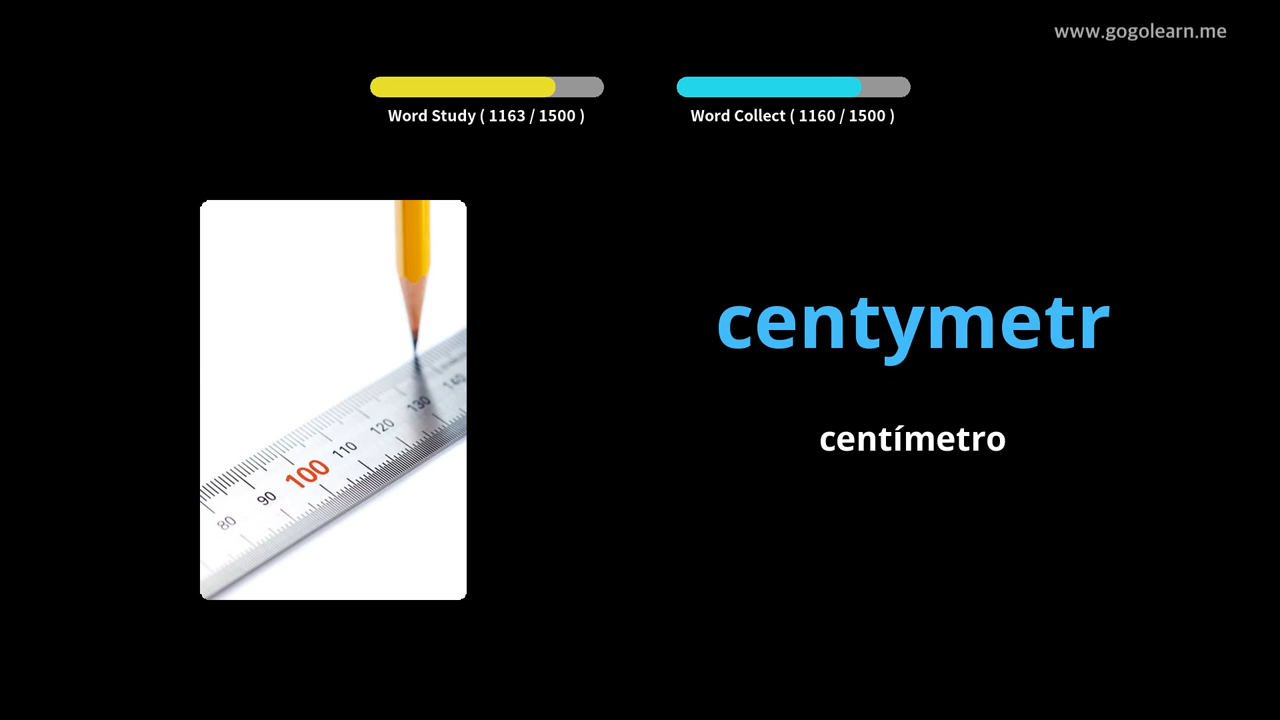 www.gogolearn.me
Word Study ( 1163 / 1500 )
Word Collect ( 1160 / 1500 )
centymetr
centímetro
80
90
100
110
120
130
140